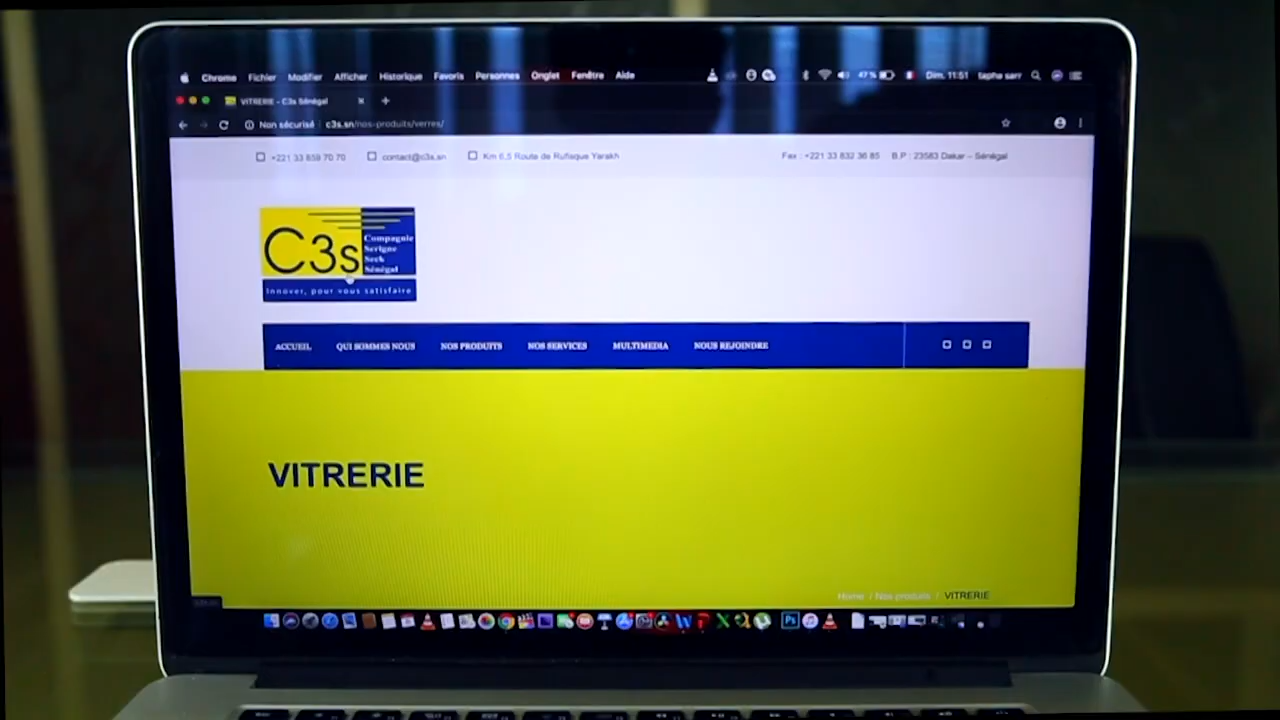 Chrome Fichier Modifier Afficher Historique Favoris Personnes Onglet Fenêtre Aide 47 % Dim. 11:51 tapha sarr
VITRERIE - C3s Sénégal
Non sécurisé c3s.sn/nos-produits/verres/
+221 33 859 70 70 contact@c3s.sn Km 6,5 Route de Rufisque Yarakh Fax : +221 33 832 36 85 B.P : 23583 Dakar – Sénégal
C3s
Compagnie
Serigne
Seck
Sénégal
Innover, pour vous satisfaire
ACCUEIL QUI SOMMES NOUS NOS PRODUITS NOS SERVICES MULTIMEDIA NOUS REJOINDRE
VITRERIE
Home / Nos produits / VITRERIE
Ps